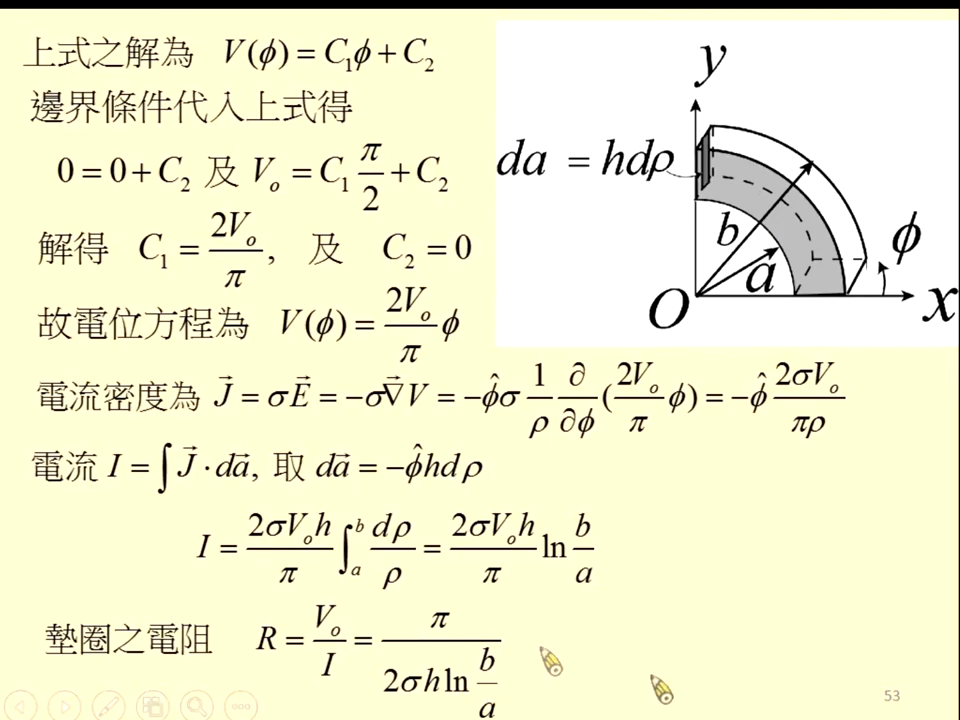 上式之解為 V(ϕ) = C₁ϕ + C₂
邊界條件代入上式得
0 = 0 + C₂ 及 Vₒ = C₁ π/2 + C₂
解得 C₁ = 2Vₒ/π , 及 C₂ = 0
故電位方程為 V(ϕ) = 2Vₒ/π ϕ
電流密度為 J⃗ = σE⃗ = −σ∇⃗V = −ϕ̂σ 1/ρ ∂/∂ϕ (2Vₒ/π ϕ) = −ϕ̂ 2σVₒ/πρ
電流 I = ∫ J⃗ · da⃗, 取 da⃗ = −ϕ̂hdρ
I = 2σVₒh/π ∫ₐᵇ dρ/ρ = 2σVₒh/π ln b/a
墊圈之電阻 R = Vₒ/I = π/(2σh ln b/a)
y
da = hdρ
b
a
ϕ
O
x
53